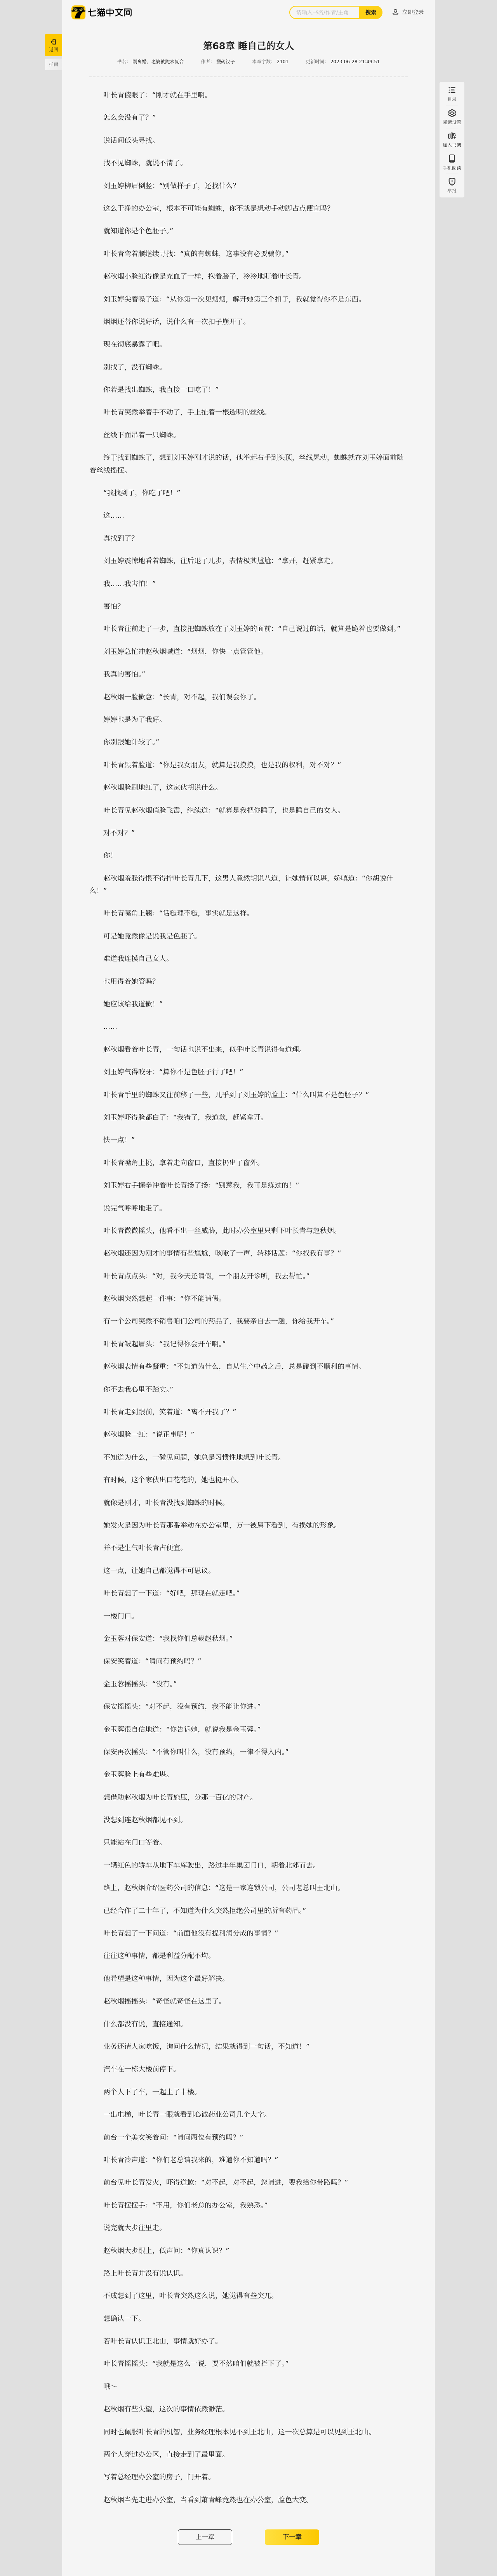 七猫中文网
请输入书名/作者/主角
搜索
立即登录
返回
海选
目录
阅读设置
加入书架
手机阅读
举报
第68章 睡自己的女人
书名： 刚离婚，老婆就跪求复合 作者： 搬砖汉子 本章字数： 2101 更新时间： 2023-06-28 21:49:51
叶长青傻眼了：“刚才就在手里啊。
怎么会没有了？”
说话间低头寻找。
找不见蜘蛛，就说不清了。
刘玉婷柳眉倒竖：“别做样子了，还找什么？
这么干净的办公室，根本不可能有蜘蛛，你不就是想动手动脚占点便宜吗？
就知道你是个色胚子。”
叶长青弯着腰继续寻找：“真的有蜘蛛，这事没有必要骗你。”
赵秋烟小脸红得像是充血了一样，抱着膀子，冷冷地盯着叶长青。
刘玉婷尖着嗓子道：“从你第一次见烟烟，解开她第三个扣子，我就觉得你不是东西。
烟烟还替你说好话，说什么有一次扣子崩开了。
现在彻底暴露了吧。
别找了，没有蜘蛛。
你若是找出蜘蛛，我直接一口吃了！”
叶长青突然举着手不动了，手上扯着一根透明的丝线。
丝线下面吊着一只蜘蛛。
终于找到蜘蛛了，想到刘玉婷刚才说的话，他举起右手到头顶，丝线晃动，蜘蛛就在刘玉婷面前随
着丝线摇摆。
“我找到了，你吃了吧！”
这……
真找到了？
刘玉婷震惊地看着蜘蛛，往后退了几步，表情极其尴尬：“拿开，赶紧拿走。
我……我害怕！”
害怕？
叶长青往前走了一步，直接把蜘蛛放在了刘玉婷的面前：“自己说过的话，就算是跪着也要做到。”
刘玉婷急忙冲赵秋烟喊道：“烟烟，你快一点管管他。
我真的害怕。”
赵秋烟一脸歉意：“长青，对不起，我们误会你了。
婷婷也是为了我好。
你别跟她计较了。”
叶长青黑着脸道：“你是我女朋友，就算是我摸摸，也是我的权利，对不对？”
赵秋烟脸刷地红了，这家伙胡说什么。
叶长青见赵秋烟俏脸飞霞，继续道：“就算是我把你睡了，也是睡自己的女人。
对不对？”
你！
赵秋烟羞臊得恨不得拧叶长青几下，这男人竟然胡说八道，让她情何以堪，娇嗔道：“你胡说什
么！”
叶长青嘴角上翘：“话糙理不糙，事实就是这样。
可是她竟然像是说我是色胚子。
难道我连摸自己女人，
也用得着她管吗？
她应该给我道歉！”
……
赵秋烟看着叶长青，一句话也说不出来，似乎叶长青说得有道理。
刘玉婷气得咬牙：“算你不是色胚子行了吧！”
叶长青手里的蜘蛛又往前移了一些，几乎到了刘玉婷的脸上：“什么叫算不是色胚子？”
刘玉婷吓得脸都白了：“我错了，我道歉，赶紧拿开。
快一点！”
叶长青嘴角上挑，拿着走向窗口，直接扔出了窗外。
刘玉婷右手握拳冲着叶长青扬了扬：“别惹我，我可是练过的！”
说完气呼呼地走了。
叶长青微微摇头，他看不出一丝威胁，此时办公室里只剩下叶长青与赵秋烟。
赵秋烟还因为刚才的事情有些尴尬，咳嗽了一声，转移话题：“你找我有事？”
叶长青点点头：“对，我今天还请假，一个朋友开诊所，我去帮忙。”
赵秋烟突然想起一件事：“你不能请假。
有一个公司突然不销售咱们公司的药品了，我要亲自去一趟，你给我开车。”
叶长青皱起眉头：“我记得你会开车啊。”
赵秋烟表情有些凝重：“不知道为什么，自从生产中药之后，总是碰到不顺利的事情。
你不去我心里不踏实。”
叶长青走到跟前，笑着道：“离不开我了？”
赵秋烟脸一红：“说正事呢！”
不知道为什么，一碰见问题，她总是习惯性地想到叶长青。
有时候，这个家伙出口花花的，她也挺开心。
就像是刚才，叶长青没找到蜘蛛的时候。
她发火是因为叶长青那番举动在办公室里，万一被属下看到，有损她的形象。
并不是生气叶长青占便宜。
这一点，让她自己都觉得不可思议。
叶长青想了一下道：“好吧，那现在就走吧。”
一楼门口。
金玉蓉对保安道：“我找你们总裁赵秋烟。”
保安笑着道：“请问有预约吗？”
金玉蓉摇摇头：“没有。”
保安摇摇头：“对不起，没有预约，我不能让你进。”
金玉蓉很自信地道：“你告诉她，就说我是金玉蓉。”
保安再次摇头：“不管你叫什么，没有预约，一律不得入内。”
金玉蓉脸上有些难堪。
想借助赵秋烟为叶长青施压，分那一百亿的财产。
没想到连赵秋烟都见不到。
只能站在门口等着。
一辆红色的轿车从地下车库驶出，路过丰年集团门口，朝着北郊而去。
路上，赵秋烟介绍医药公司的信息：“这是一家连锁公司，公司老总叫王北山。
已经合作了二十年了，不知道为什么突然拒绝公司里的所有药品。”
叶长青想了一下问道：“前面他没有提利润分成的事情？”
往往这种事情，都是利益分配不均。
他希望是这种事情，因为这个最好解决。
赵秋烟摇摇头：“奇怪就奇怪在这里了。
什么都没有说，直接通知。
业务还请人家吃饭，询问什么情况，结果就得到一句话，不知道！”
汽车在一栋大楼前停下。
两个人下了车，一起上了十楼。
一出电梯，叶长青一眼就看到心诚药业公司几个大字。
前台一个美女笑着问：“请问两位有预约吗？”
叶长青冷声道：“你们老总请我来的，难道你不知道吗？”
前台见叶长青发火，吓得道歉：“对不起，对不起，您请进，要我给你带路吗？”
叶长青摆摆手：“不用，你们老总的办公室，我熟悉。”
说完就大步往里走。
赵秋烟大步跟上，低声问：“你真认识？”
路上叶长青并没有说认识。
不成想到了这里，叶长青突然这么说，她觉得有些突兀。
想确认一下。
若叶长青认识王北山，事情就好办了。
叶长青摇摇头：“我就是这么一说，要不然咱们就被拦下了。”
哦～
赵秋烟有些失望，这次的事情依然渺茫。
同时也佩服叶长青的机智，业务经理根本见不到王北山，这一次总算是可以见到王北山。
两个人穿过办公区，直接走到了最里面。
写着总经理办公室的房子，门开着。
赵秋烟当先走进办公室，当看到萧青峰竟然也在办公室，脸色大变。
上一章
下一章